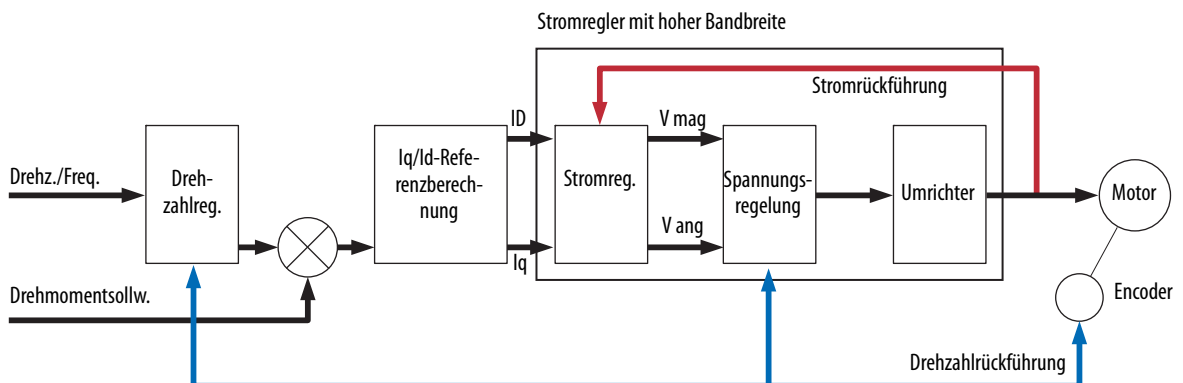 Stromregler mit hoher Bandbreite
Stromrückführung
ID
V mag
Drehz./Freq.
Dreh-
zahlreg.
Iq/Id-Refe-
renzberech-
nung
Stromreg.
Spannungs-
regelung
Umrichter
Motor
V ang
Iq
Drehmomentsollw.
Encoder
Drehzahlrückführung